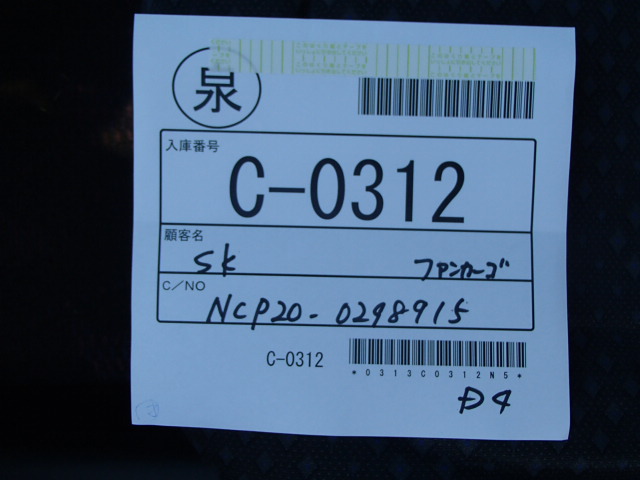 泉
入庫番号
C-0312
顧客名
SK ファンカーゴ
C/NO
NCP20-0298915
C-0312
*0313C0312N5*
D4